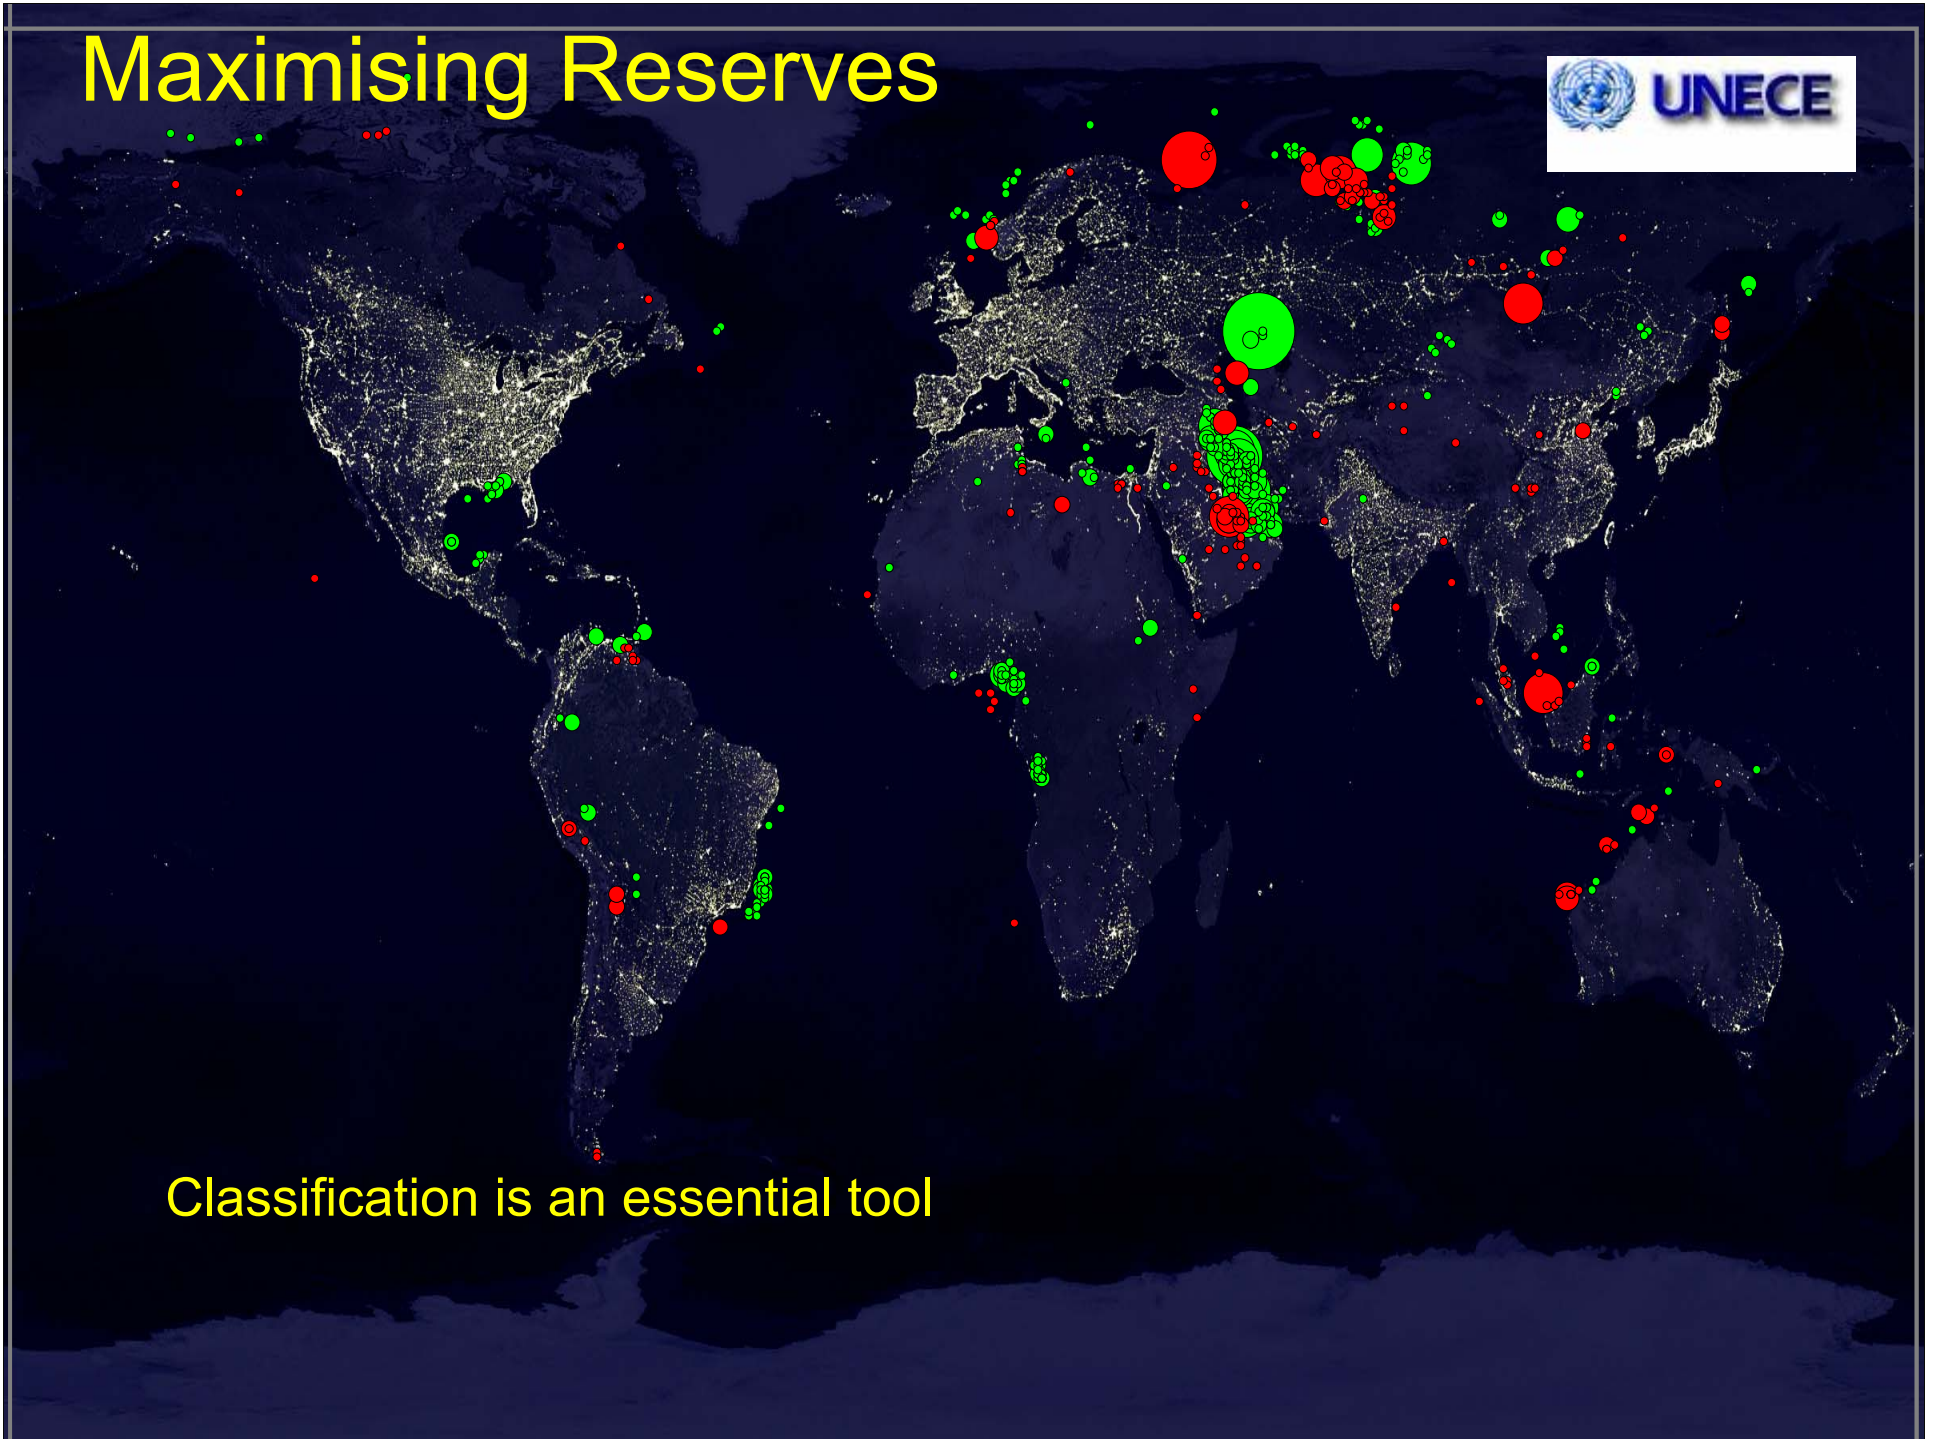 Maximising Reserves
UNECE
Classification is an essential tool